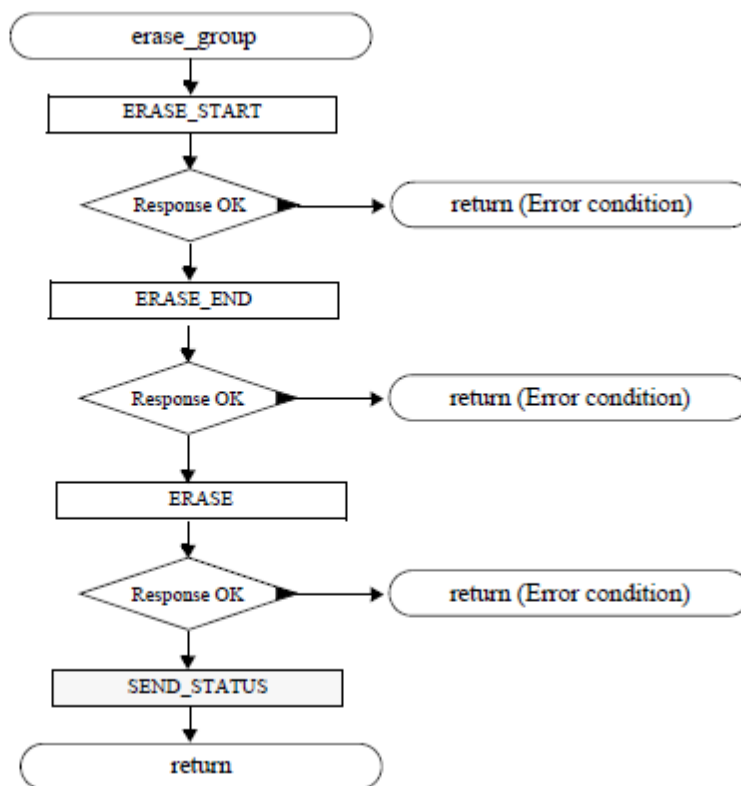 erase_group
ERASE_START
Response OK
return (Error condition)
ERASE_END
Response OK
return (Error condition)
ERASE
Response OK
return (Error condition)
SEND_STATUS
return